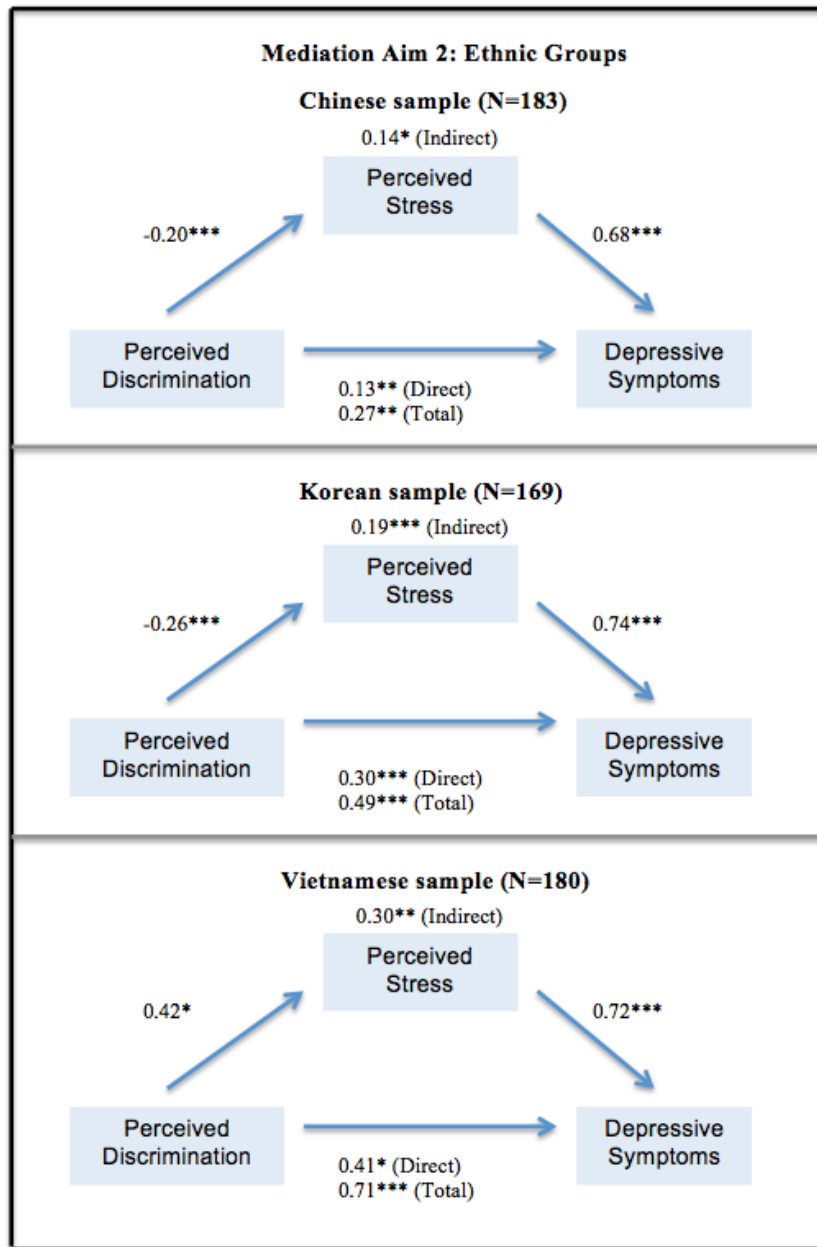 Mediation Aim 2: Ethnic Groups
Chinese sample (N=183)
0.14* (Indirect)
Perceived
Stress
-0.20***
0.68***
Perceived
Discrimination
Depressive
Symptoms
0.13** (Direct)
0.27** (Total)
Korean sample (N=169)
0.19*** (Indirect)
Perceived
Stress
-0.26***
0.74***
Perceived
Discrimination
Depressive
Symptoms
0.30*** (Direct)
0.49*** (Total)
Vietnamese sample (N=180)
0.30** (Indirect)
Perceived
Stress
0.42*
0.72***
Perceived
Discrimination
Depressive
Symptoms
0.41* (Direct)
0.71*** (Total)